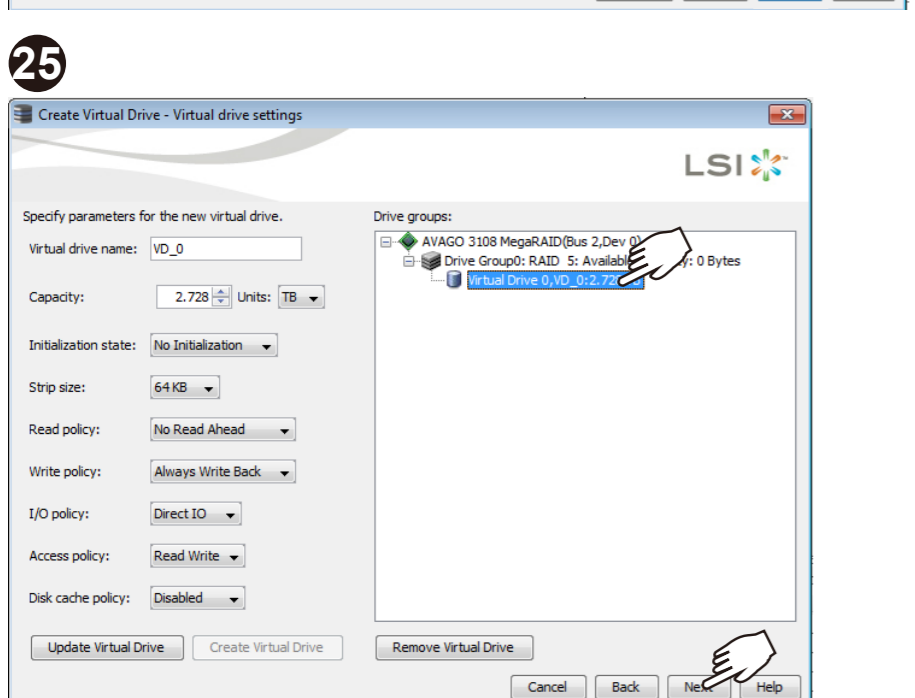 25
Create Virtual Drive - Virtual drive settings
LSI
Specify parameters for the new virtual drive.
Virtual drive name: VD_0
Capacity: 2.728 Units: TB
Initialization state: No Initialization
Strip size: 64 KB
Read policy: No Read Ahead
Write policy: Always Write Back
I/O policy: Direct IO
Access policy: Read Write
Disk cache policy: Disabled
Update Virtual Drive Create Virtual Drive
Drive groups:
AVAGO 3108 MegaRAID(Bus 2,Dev 0)
Drive Group0: RAID 5: Available y: 0 Bytes
Virtual Drive 0,VD_0:2.72
Remove Virtual Drive
Cancel Back Next Help